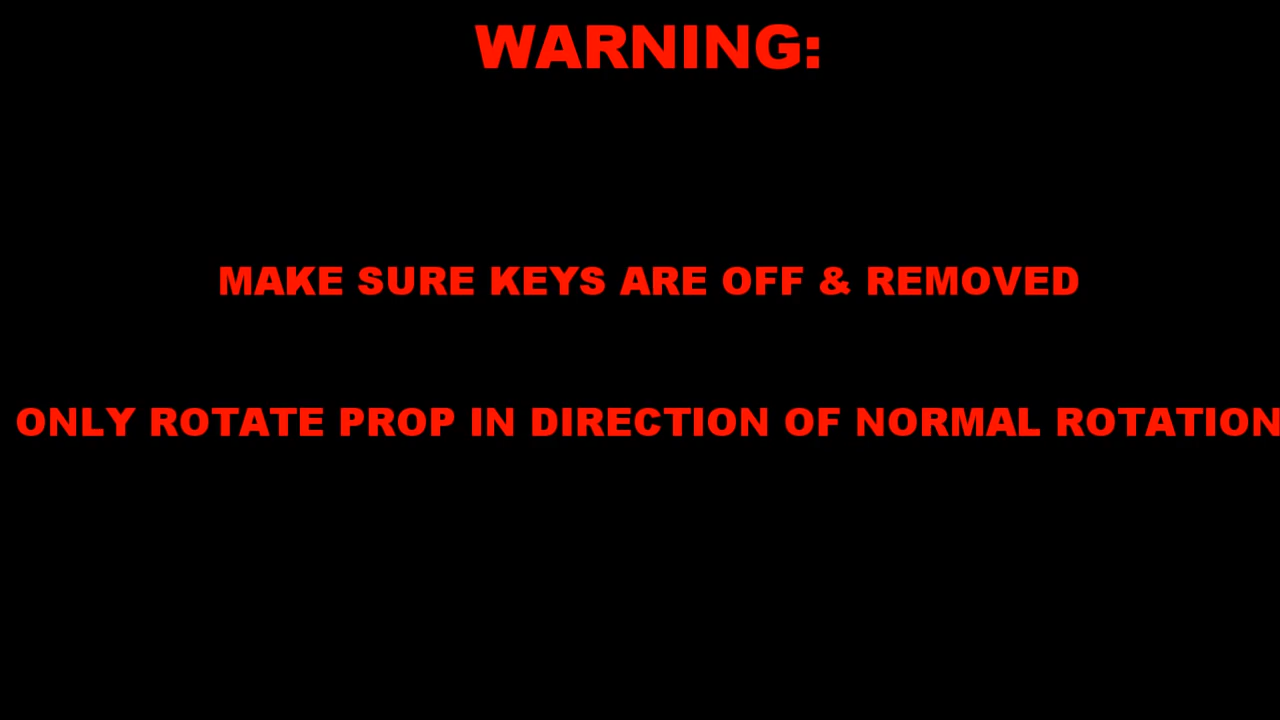 WARNING:
MAKE SURE KEYS ARE OFF & REMOVED
ONLY ROTATE PROP IN DIRECTION OF NORMAL ROTATION